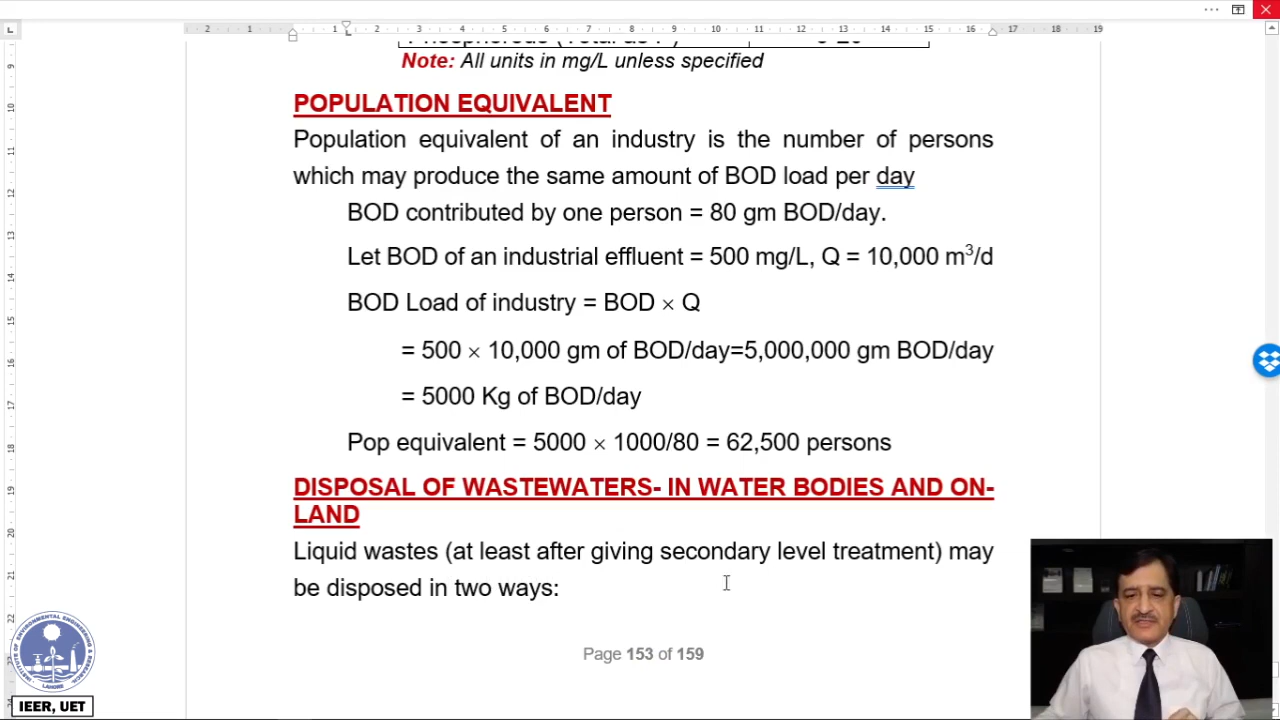 Note: All units in mg/L unless specified
POPULATION EQUIVALENT
Population equivalent of an industry is the number of persons
which may produce the same amount of BOD load per day
BOD contributed by one person = 80 gm BOD/day.
Let BOD of an industrial effluent = 500 mg/L, Q = 10,000 m³/d
BOD Load of industry = BOD × Q
= 500 × 10,000 gm of BOD/day=5,000,000 gm BOD/day
= 5000 Kg of BOD/day
Pop equivalent = 5000 × 1000/80 = 62,500 persons
DISPOSAL OF WASTEWATERS- IN WATER BODIES AND ON-
LAND
Liquid wastes (at least after giving secondary level treatment) may
be disposed in two ways:
Page 153 of 159
IEER, UET